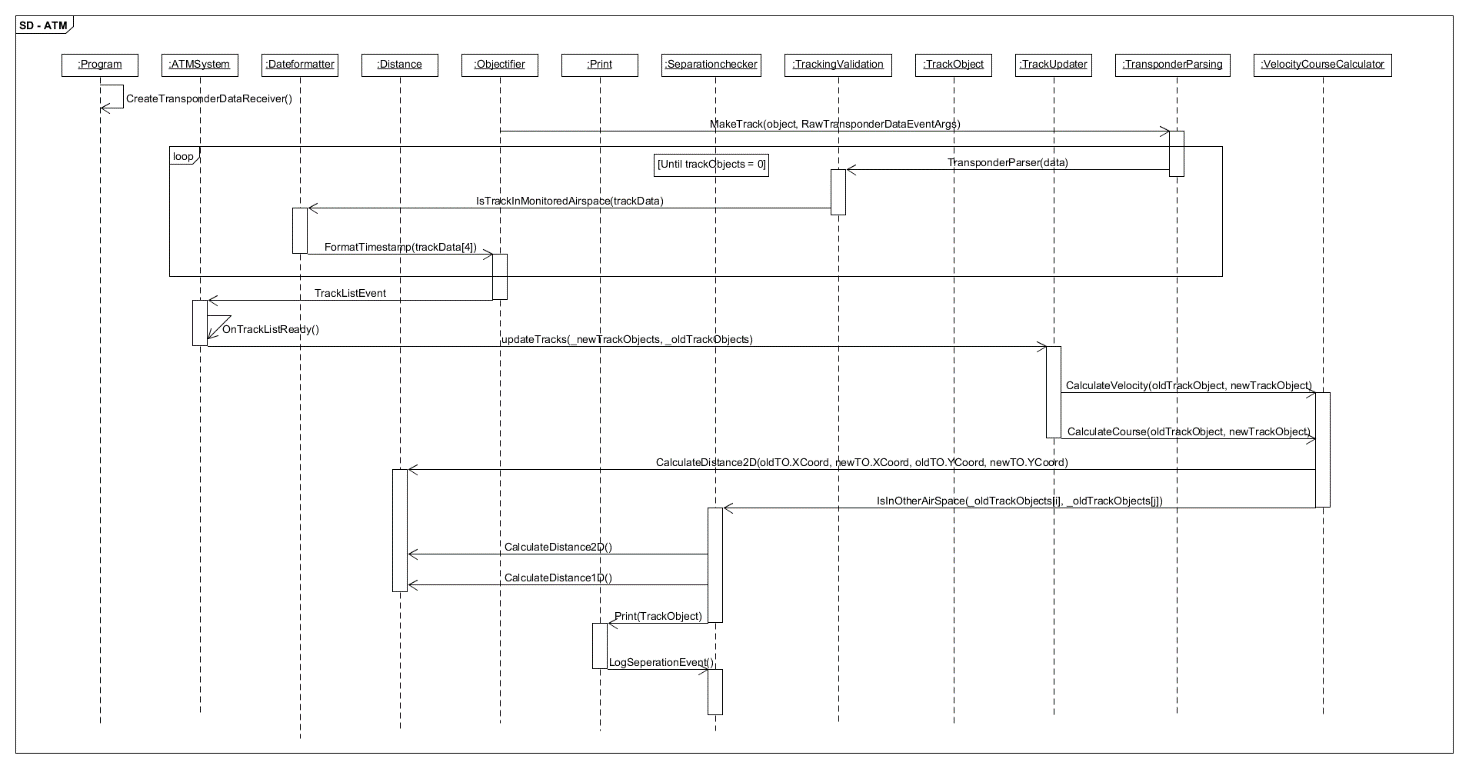 SD - ATM
:Program
:ATMSystem
:Dateformatter
:Distance
:Objectifier
:Print
:Separationchecker
:TrackingValidation
:TrackObject
:TrackUpdater
:TransponderParsing
:VelocityCourseCalculator
CreateTransponderDataReceiver()
MakeTrack(object, RawTransponderDataEventArgs)
loop
[Until trackObjects = 0]
TransponderParser(data)
IsTrackInMonitoredAirspace(trackData)
FormatTimestamp(trackData[4])
TrackListEvent
OnTrackListReady()
updateTracks(_newTrackObjects, _oldTrackObjects)
CalculateVelocity(oldTrackObject, newTrackObject)
CalculateCourse(oldTrackObject, newTrackObject)
CalculateDistance2D(oldTO.XCoord, newTO.XCoord, oldTO.YCoord, newTO.YCoord)
IsInOtherAirSpace(_oldTrackObjects[i], _oldTrackObjects[j])
CalculateDistance2D()
CalculateDistance1D()
Print(TrackObject)
LogSeperationEvent()